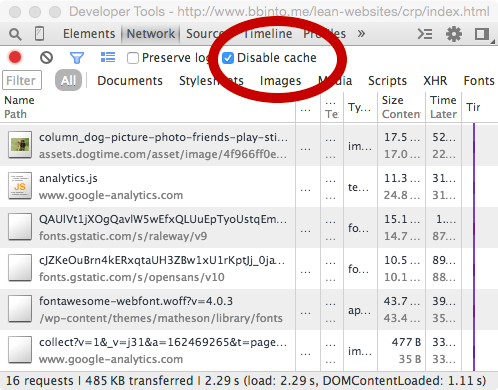 Developer Tools - http://www.bbinto.me/lean-websites/crp/index.html
Elements Network Sources Timeline Profiles »
Preserve log Disable cache
Filter All Documents Stylesheets Images Media Scripts XHR Fonts
Name Size Time
Path ... ... Te... Ty... Conten Later Tir
column_dog-picture-photo-friends-play-sti... 17.5 ... 52...
assets.dogtime.com/asset/image/4f966ff0e... ... im... 17.0 ... 22...
analytics.js 11.3 ... 31...
www.google-analytics.com ... te... 24.8 ... 31...
QAUlVt1jXOgQavlW5wEfxQLUuEpTyoUstqEm... 15.1 ... 1....
fonts.gstatic.com/s/raleway/v9 ... fo... 14.7 ... 87...
cJZKeOuBrn4kERxqtaUH3ZBw1xU1rKptJj_0ja... 10.5 ... 89...
fonts.gstatic.com/s/opensans/v10 ... fo... 10.1 ... 88...
fontawesome-webfont.woff?v=4.0.3 43.7 ... 39...
/wp-content/themes/matheson/library/fonts ... ap... 43.4 ... 35...
collect?v=1&_v=j31&a=162469265&t=page... 477 B 33...
www.google-analytics.com ... im... 35 B 33...
16 requests | 485 KB transferred | 2.29 s (load: 2.29 s, DOMContentLoaded: 1.11 s)